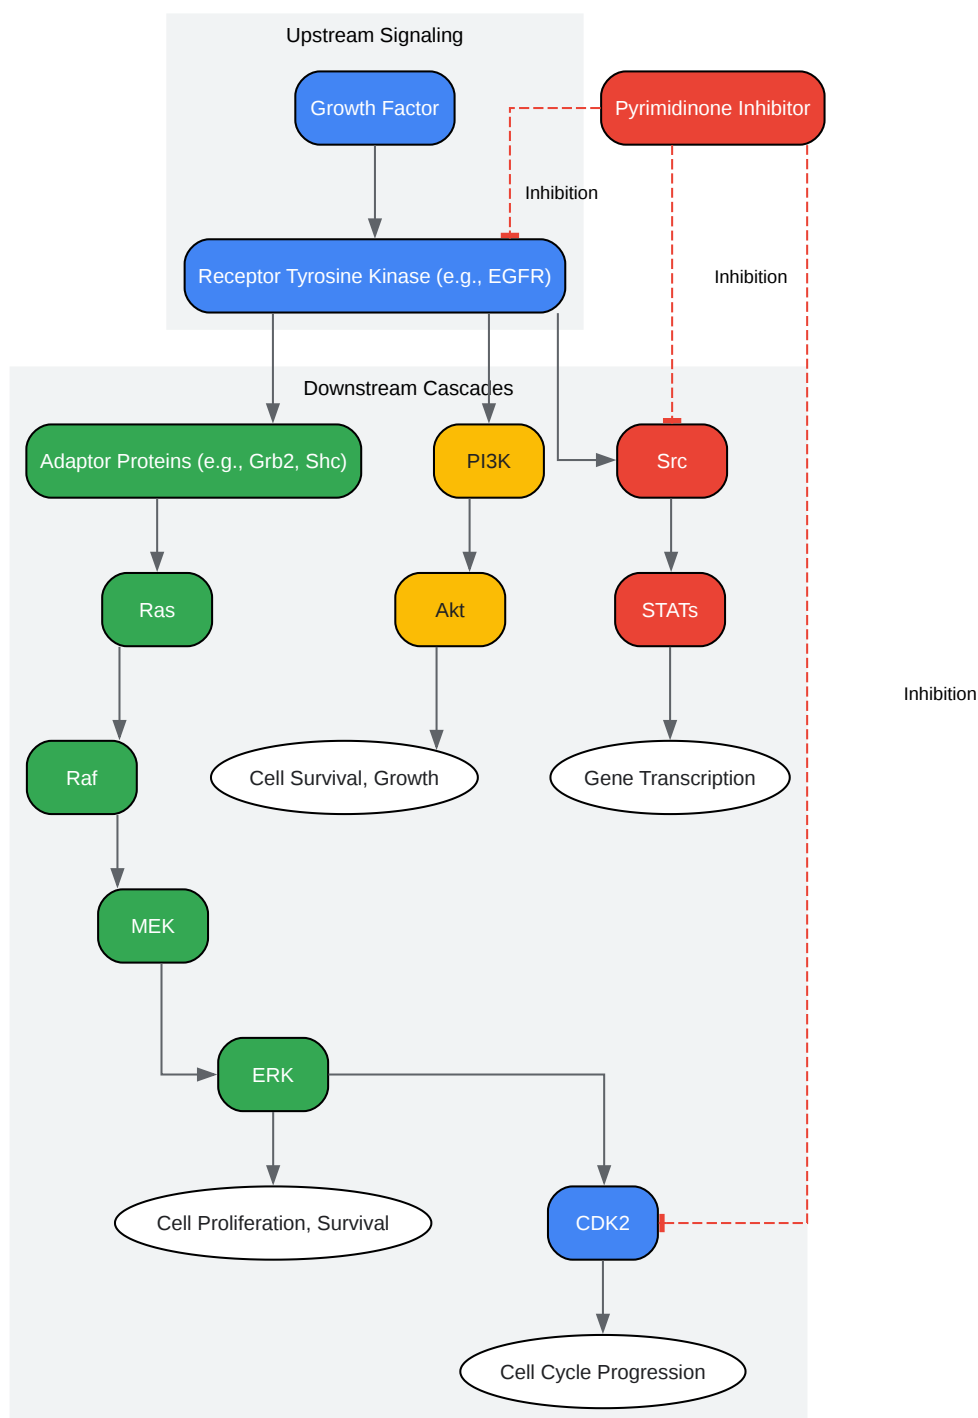 Upstream Signaling
Growth Factor
Pyrimidinone Inhibitor
Inhibition
Receptor Tyrosine Kinase (e.g., EGFR)
Inhibition
Downstream Cascades
Adaptor Proteins (e.g., Grb2, Shc)
PI3K
Src
Ras
Akt
STATs
Inhibition
Raf
Cell Survival, Growth
Gene Transcription
MEK
ERK
Cell Proliferation, Survival
CDK2
Cell Cycle Progression